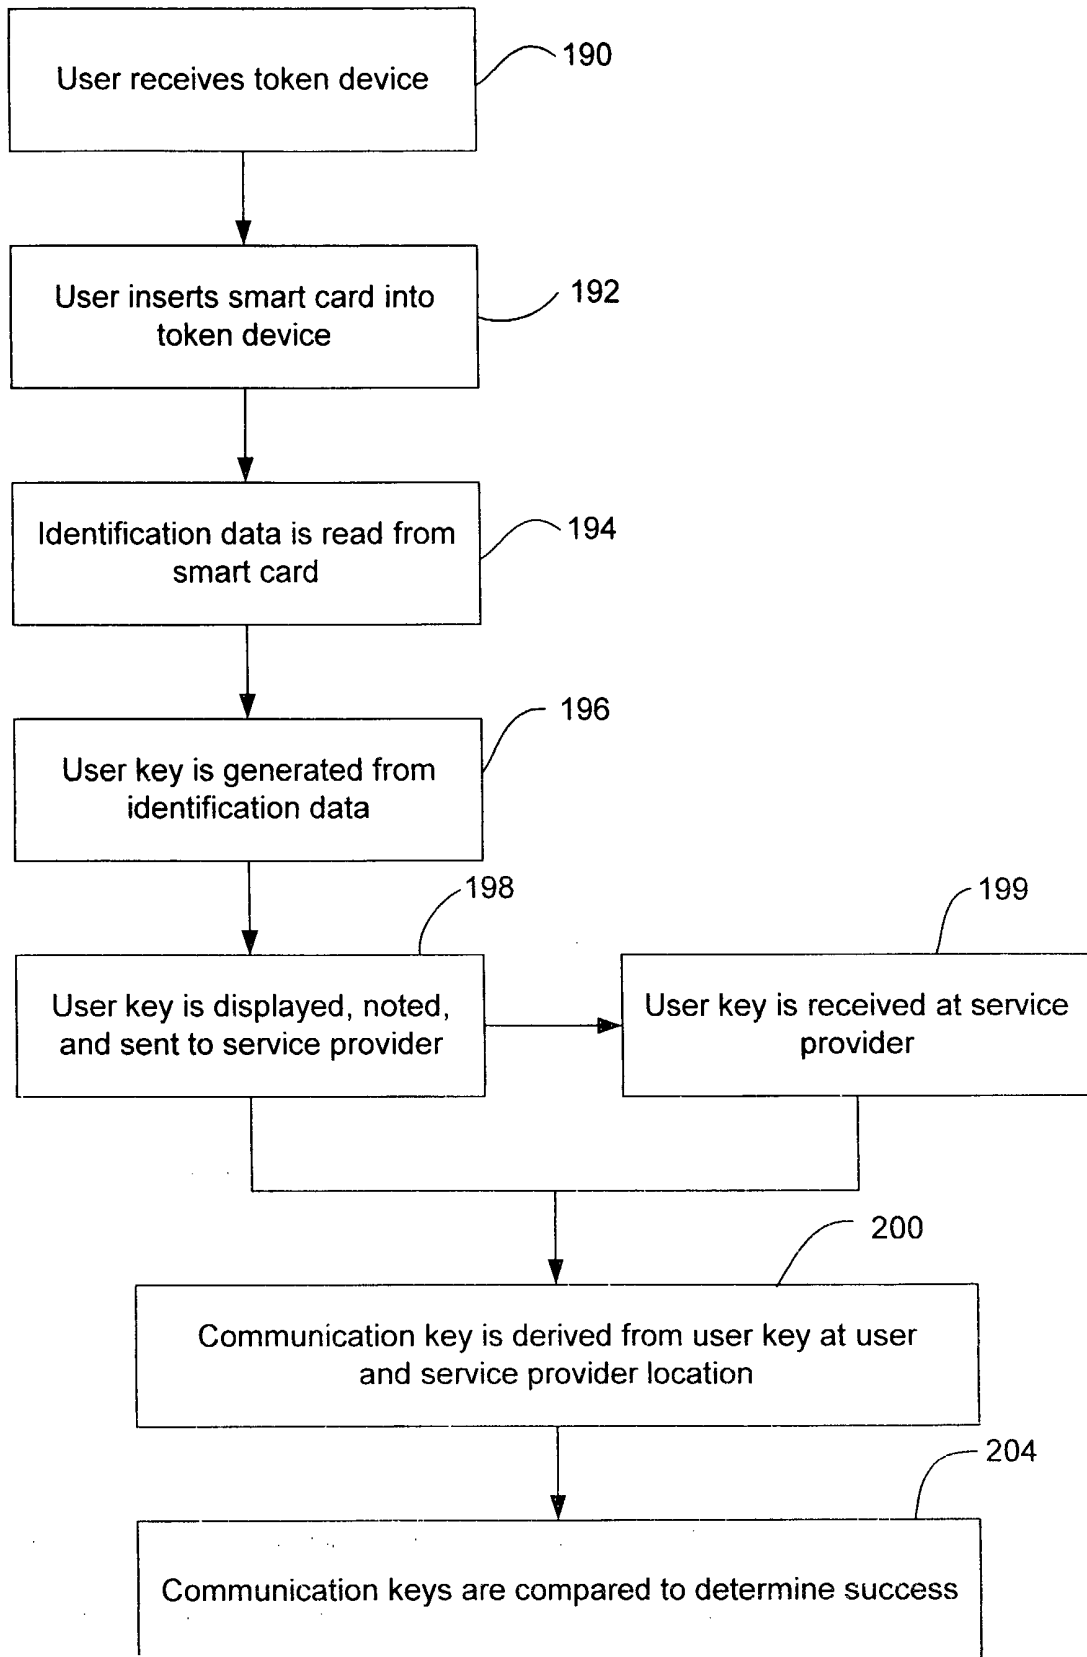 User receives token device
190
User inserts smart card into
token device
192
Identification data is read from
smart card
194
User key is generated from
identification data
196
User key is displayed, noted,
and sent to service provider
198
User key is received at service
provider
199
Communication key is derived from user key at user
and service provider location
200
Communication keys are compared to determine success
204